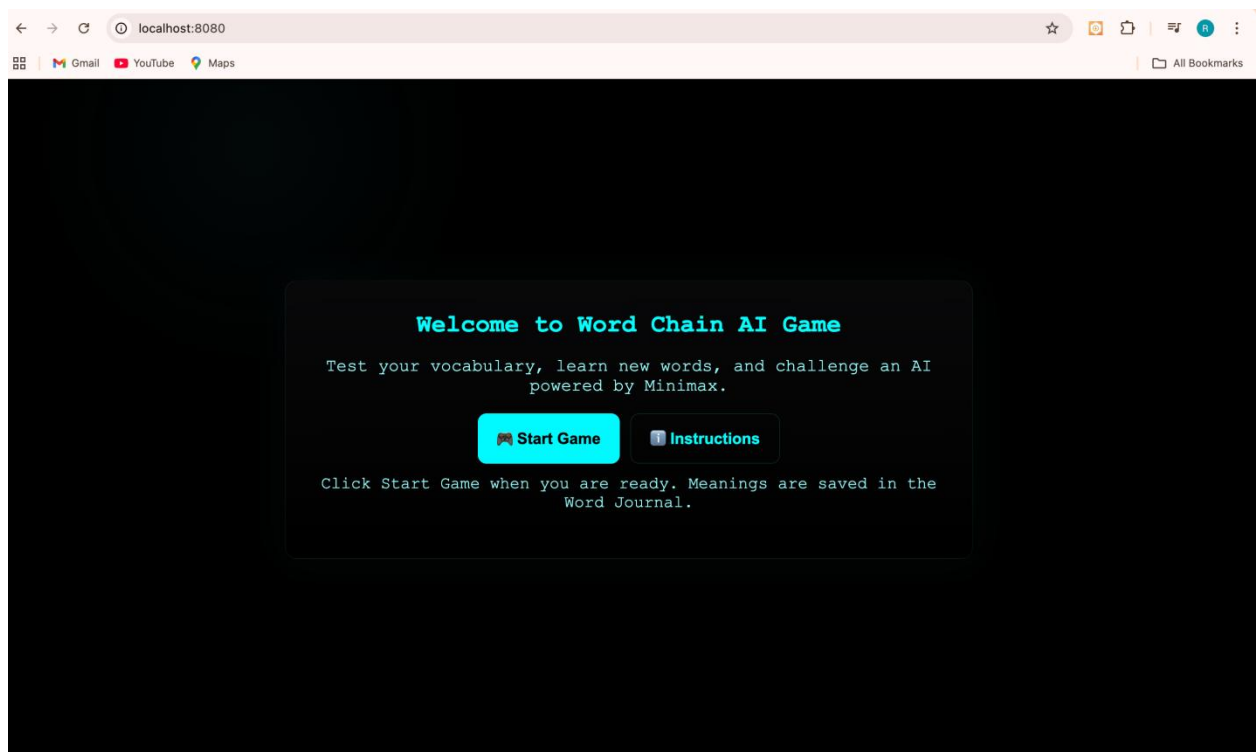 localhost:8080
R
Gmail
YouTube
Maps
All Bookmarks
Welcome to Word Chain AI Game
Test your vocabulary, learn new words, and challenge an AI
powered by Minimax.
🎮 Start Game
ℹ️ Instructions
Click Start Game when you are ready. Meanings are saved in the
Word Journal.